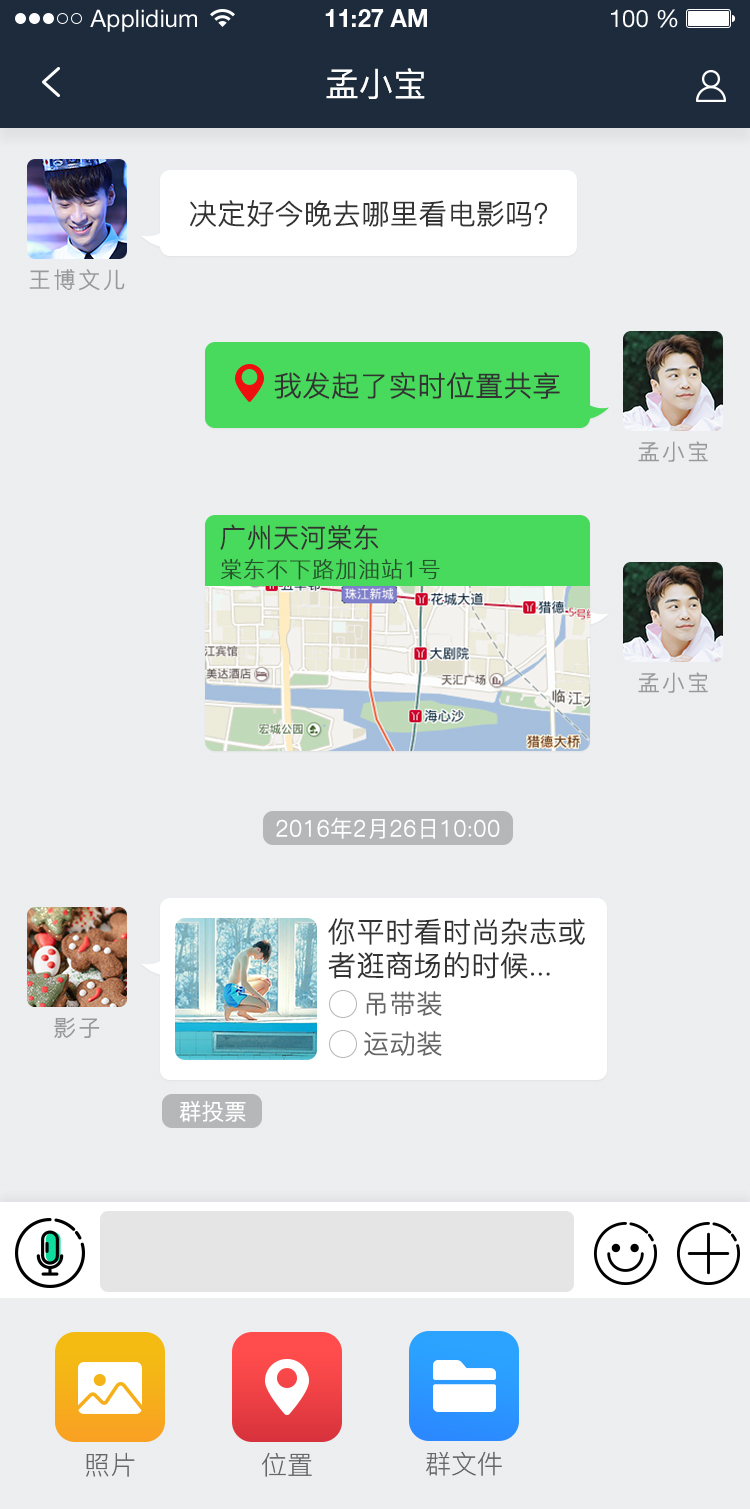 Applidium 11:27 AM 100 %
孟小宝
决定好今晚去哪里看电影吗?
王博文儿
我发起了实时位置共享
孟小宝
广州天河棠东
棠东不下路加油站1号
珠江新城
花城大道
猎德
5号线
江宾馆
大剧院
美达酒店
天汇广场
临江大
海心沙
宏城公园
猎德大桥
孟小宝
2016年2月26日10:00
你平时看时尚杂志或
者逛商场的时候...
吊带装
运动装
影子
群投票
照片 位置 群文件